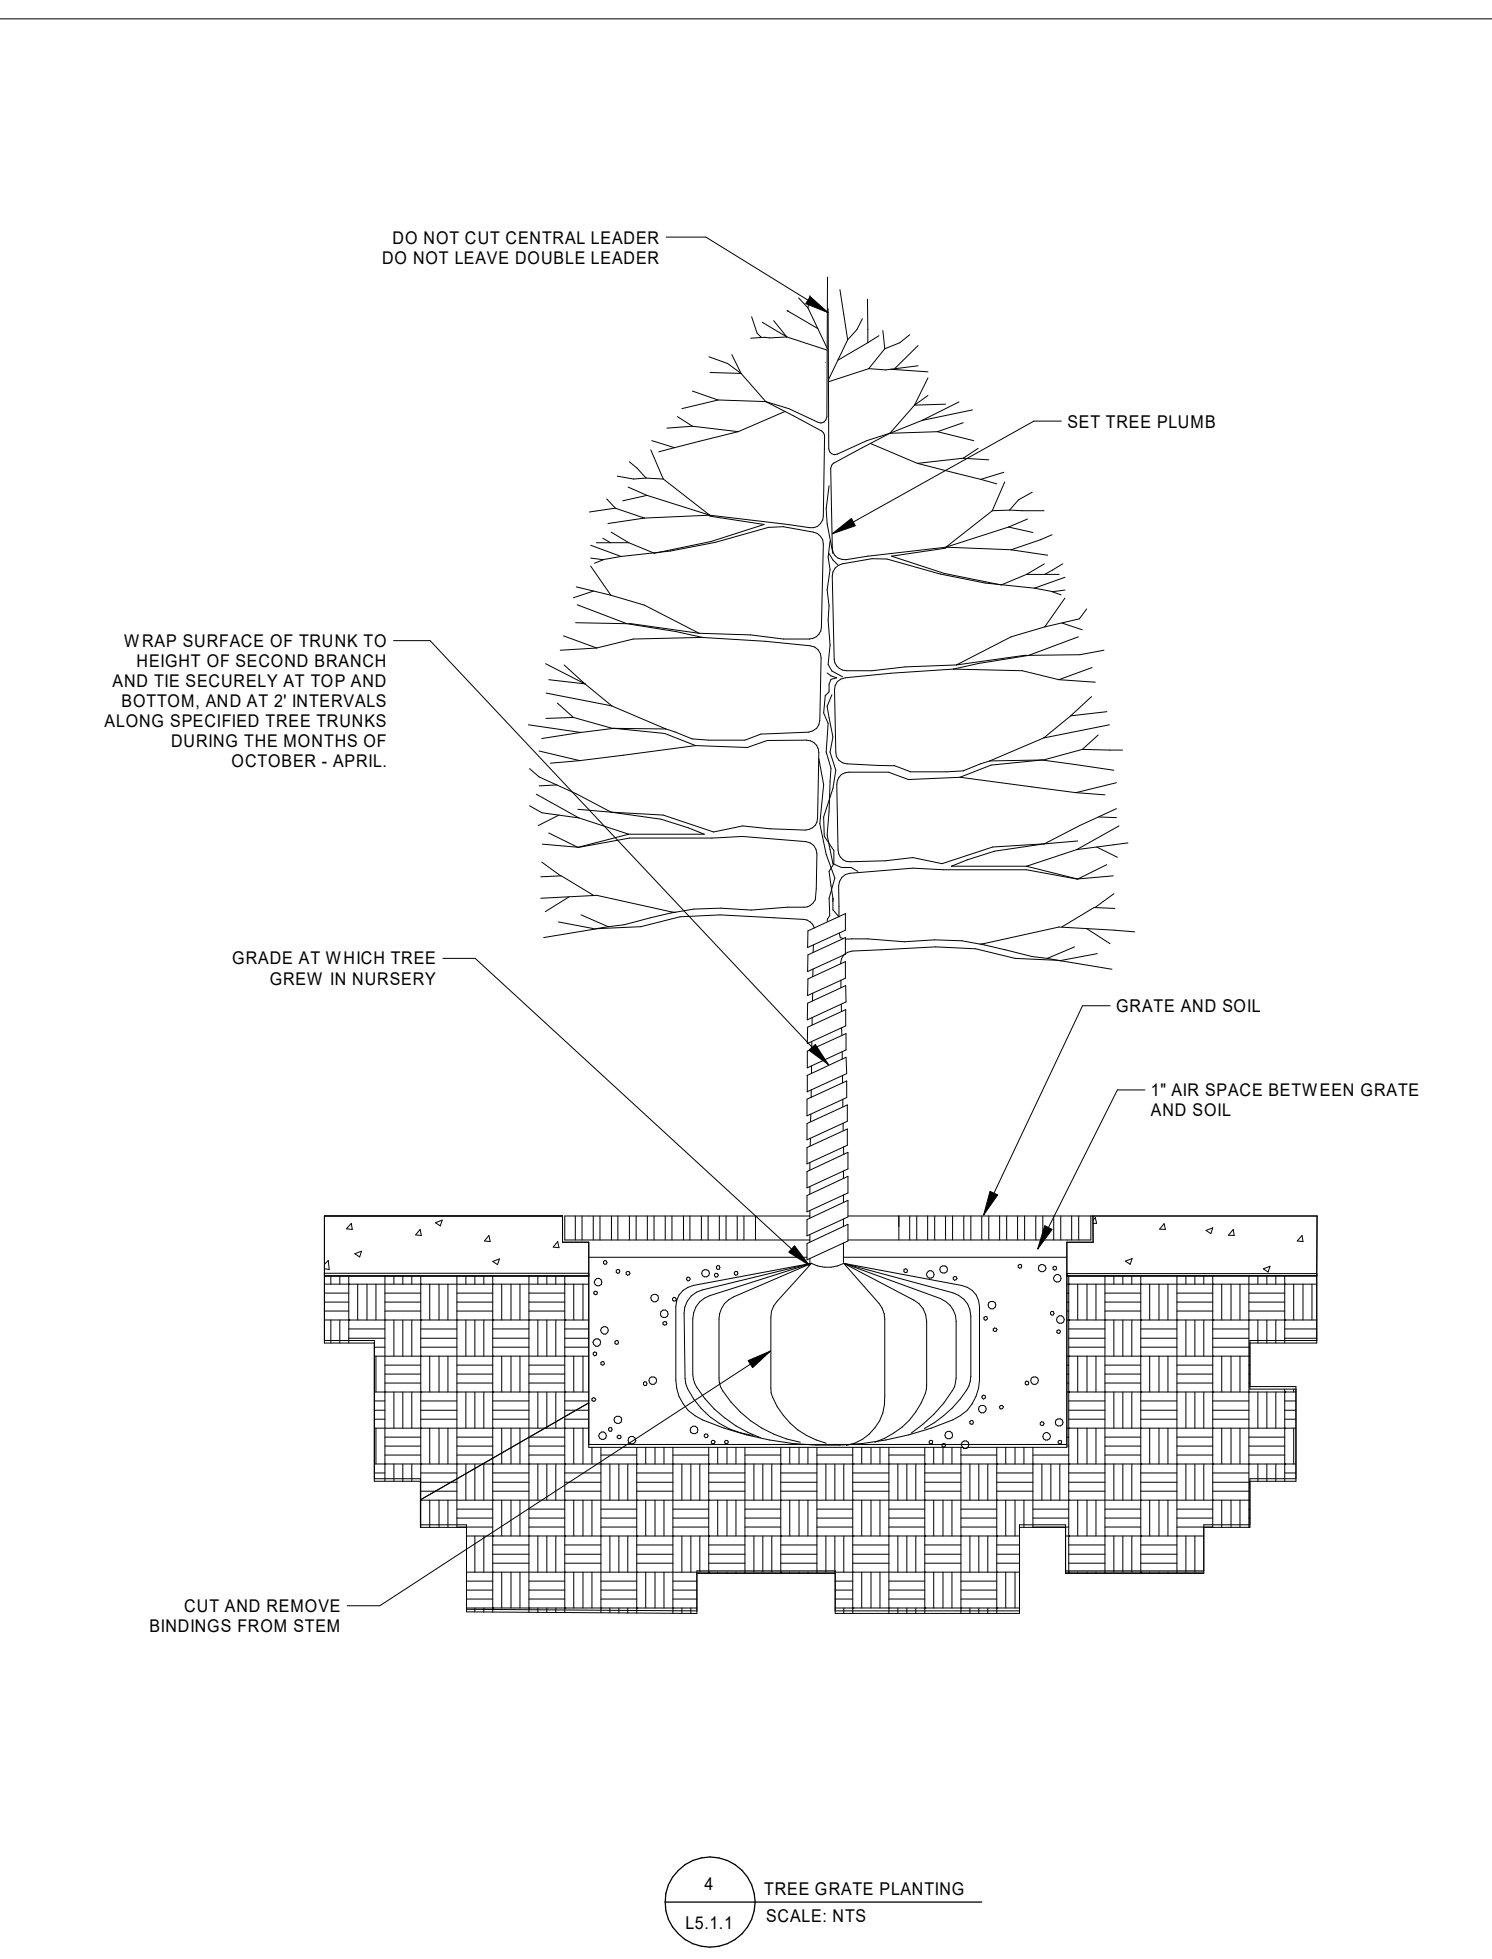 DO NOT CUT CENTRAL LEADER
DO NOT LEAVE DOUBLE LEADER
SET TREE PLUMB
WRAP SURFACE OF TRUNK TO
HEIGHT OF SECOND BRANCH
AND TIE SECURELY AT TOP AND
BOTTOM, AND AT 2' INTERVALS
ALONG SPECIFIED TREE TRUNKS
DURING THE MONTHS OF
OCTOBER - APRIL.
GRADE AT WHICH TREE
GREW IN NURSERY
GRATE AND SOIL
1" AIR SPACE BETWEEN GRATE
AND SOIL
CUT AND REMOVE
BINDINGS FROM STEM
4
L5.1.1
TREE GRATE PLANTING
SCALE: NTS